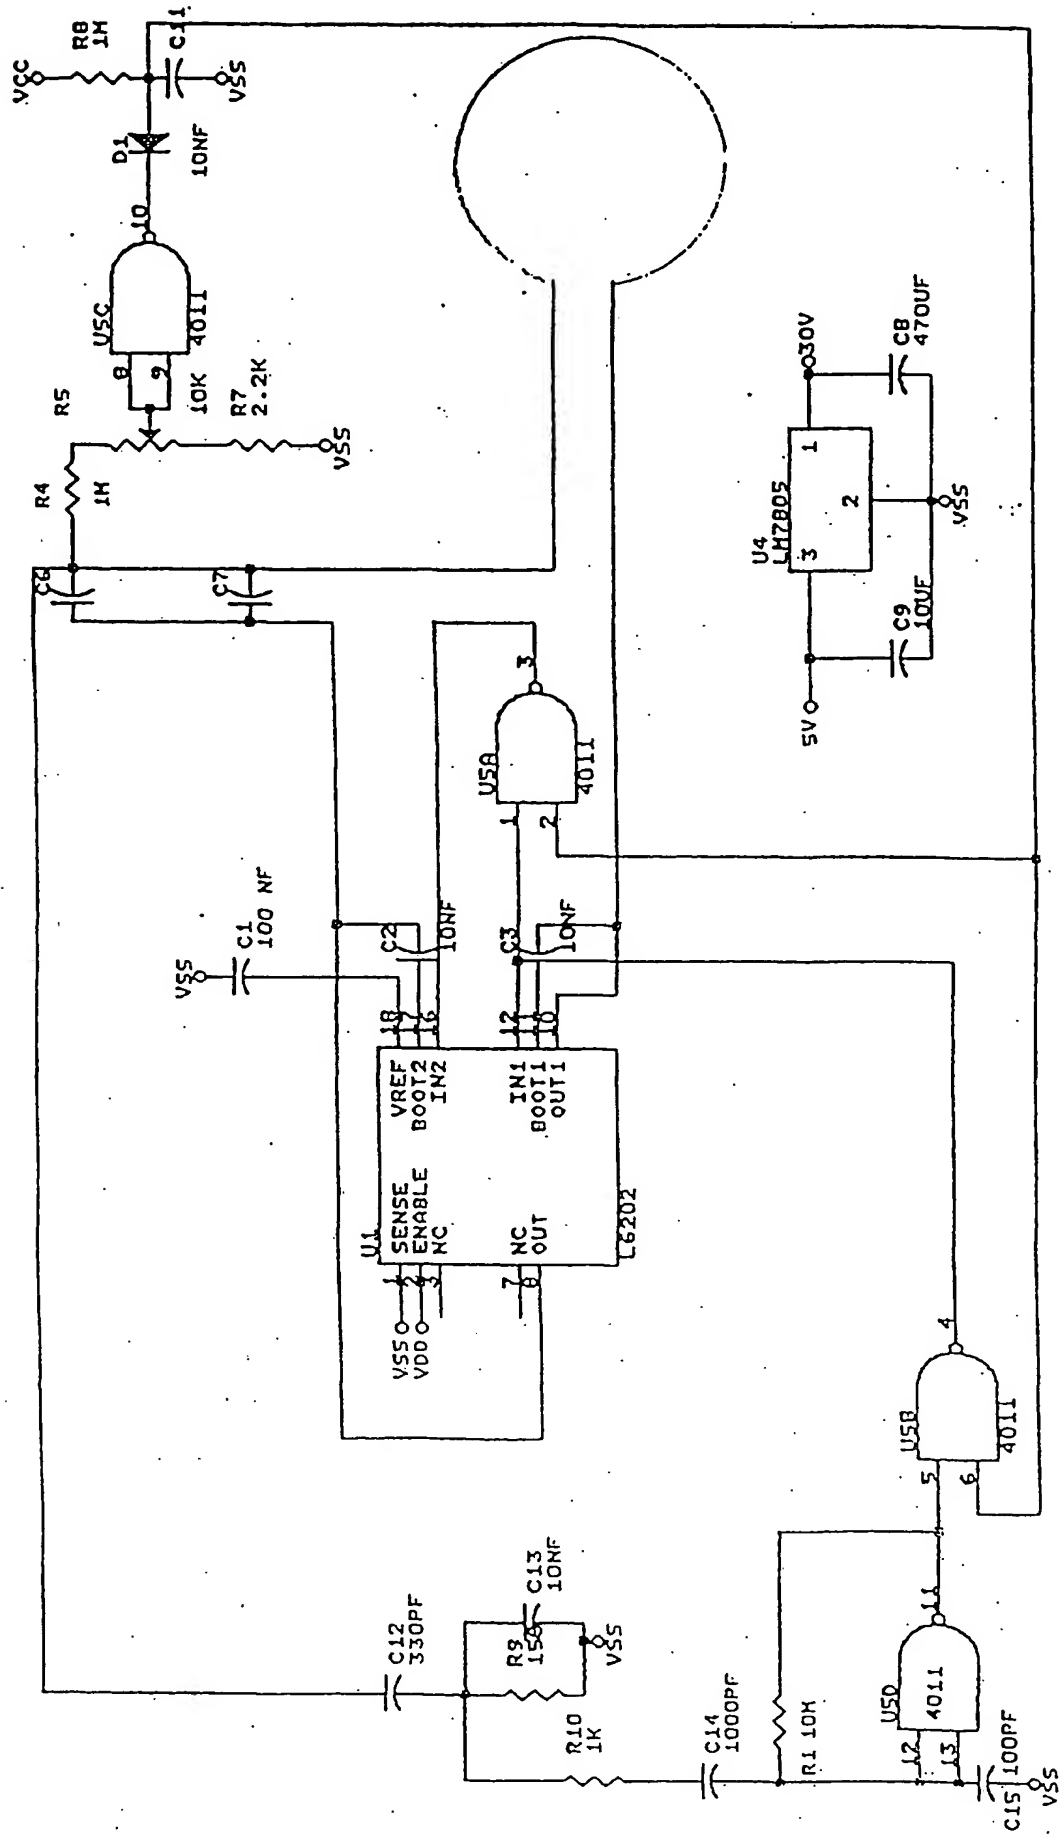 VCC
R8
1M
C11
VSS
D1
10NF
10
U5C
4011
8
9
R5
10K
R7
2.2K
VSS
R4
1M
C6
C7
30V
C8
470UF
U4
LM7805
1
2
3
VSS
C9
10UF
5V
3
U5A
4011
1
2
VSS
C1
100 NF
C2
10NF
C3
10NF
18
17
16
12
11
10
VREF
BOOT2
IN2
IN1
BOOT1
OUT1
U1
SENSE
ENABLE
NC
NC
OUT
L6202
1
2
3
7
8
VSS
VDD
4
U5B
4011
5
6
C12
330PF
C13
10NF
R9
VSS
R10
1K
C14
1000PF
R1 10M
11
U5D
4011
12
13
C15
100PF
VSS